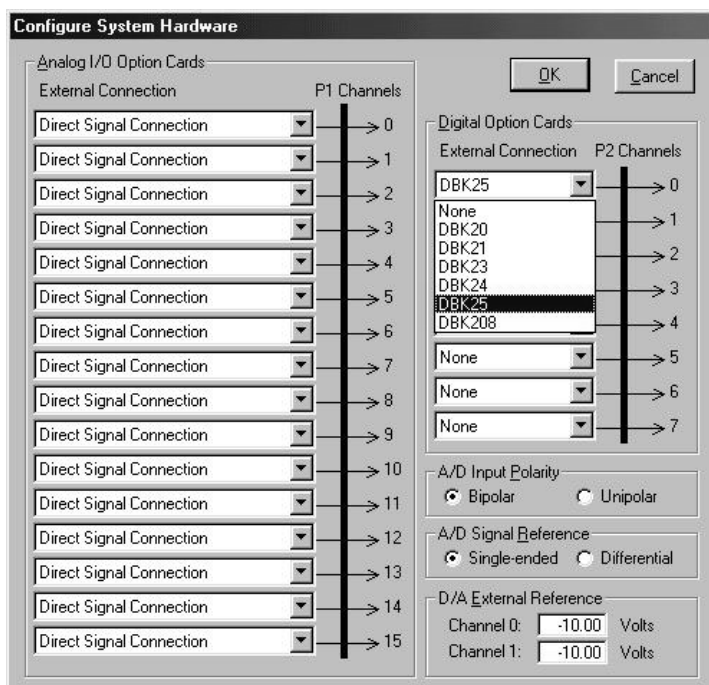 Configure System Hardware
Analog I/O Option Cards
External Connection P1 Channels
Direct Signal Connection 0
Direct Signal Connection 1
Direct Signal Connection 2
Direct Signal Connection 3
Direct Signal Connection 4
Direct Signal Connection 5
Direct Signal Connection 6
Direct Signal Connection 7
Direct Signal Connection 8
Direct Signal Connection 9
Direct Signal Connection 10
Direct Signal Connection 11
Direct Signal Connection 12
Direct Signal Connection 13
Direct Signal Connection 14
Direct Signal Connection 15
OK Cancel
Digital Option Cards
External Connection P2 Channels
DBK25 0
None
DBK20 1
DBK21 2
DBK23
DBK24 3
DBK25
DBK208 4
None 5
None 6
None 7
A/D Input Polarity
Bipolar Unipolar
A/D Signal Reference
Single-ended Differential
D/A External Reference
Channel 0: -10.00 Volts
Channel 1: -10.00 Volts